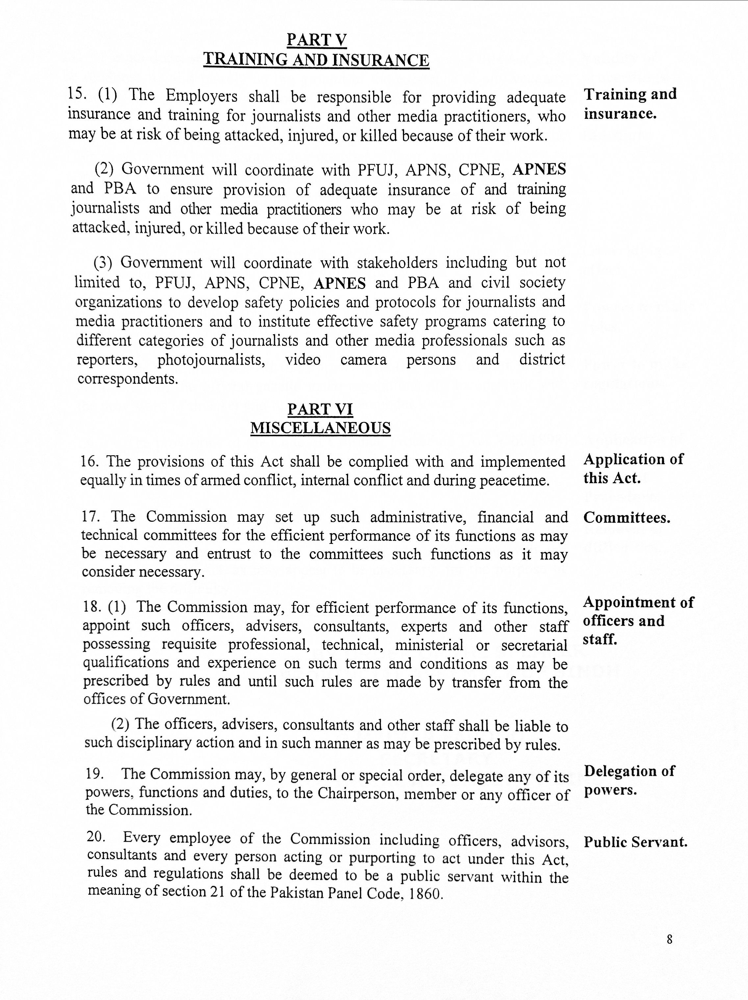 PART V
TRAINING AND INSURANCE
15. (1) The Employers shall be responsible for providing adequate
insurance and training for journalists and other media practitioners, who
may be at risk of being attacked, injured, or killed because of their work.
Training and
insurance.
(2) Government will coordinate with PFUJ, APNS, CPNE, APNES
and PBA to ensure provision of adequate insurance of and training
journalists and other media practitioners who may be at risk of being
attacked, injured, or killed because of their work.
(3) Government will coordinate with stakeholders including but not
limited to, PFUJ, APNS, CPNE, APNES and PBA and civil society
organizations to develop safety policies and protocols for journalists and
media practitioners and to institute effective safety programs catering to
different categories of journalists and other media professionals such as
reporters, photojournalists, video camera persons and district
correspondents.
PART VI
MISCELLANEOUS
16. The provisions of this Act shall be complied with and implemented
equally in times of armed conflict, internal conflict and during peacetime.
Application of
this Act.
17. The Commission may set up such administrative, financial and
technical committees for the efficient performance of its functions as may
be necessary and entrust to the committees such functions as it may
consider necessary.
Committees.
18. (1) The Commission may, for efficient performance of its functions,
appoint such officers, advisers, consultants, experts and other staff
possessing requisite professional, technical, ministerial or secretarial
qualifications and experience on such terms and conditions as may be
prescribed by rules and until such rules are made by transfer from the
offices of Government.
Appointment of
officers and
staff.
(2) The officers, advisers, consultants and other staff shall be liable to
such disciplinary action and in such manner as may be prescribed by rules.
19. The Commission may, by general or special order, delegate any of its
powers, functions and duties, to the Chairperson, member or any officer of
the Commission.
Delegation of
powers.
20. Every employee of the Commission including officers, advisors,
consultants and every person acting or purporting to act under this Act,
rules and regulations shall be deemed to be a public servant within the
meaning of section 21 of the Pakistan Panel Code, 1860.
Public Servant.
8